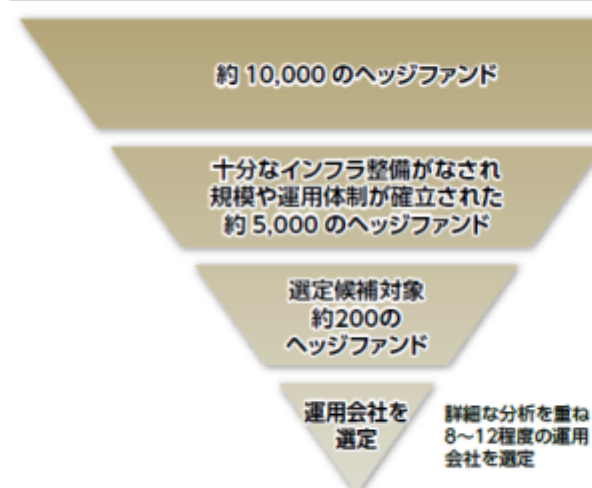 約 10,000 のヘッジファンド
十分なインフラ整備がなされ
規模や運用体制が確立された
約 5,000 のヘッジファンド
選定候補対象
約200の
ヘッジファンド
運用会社を
選定
詳細な分析を重ね
8～12程度の運用
会社を選定